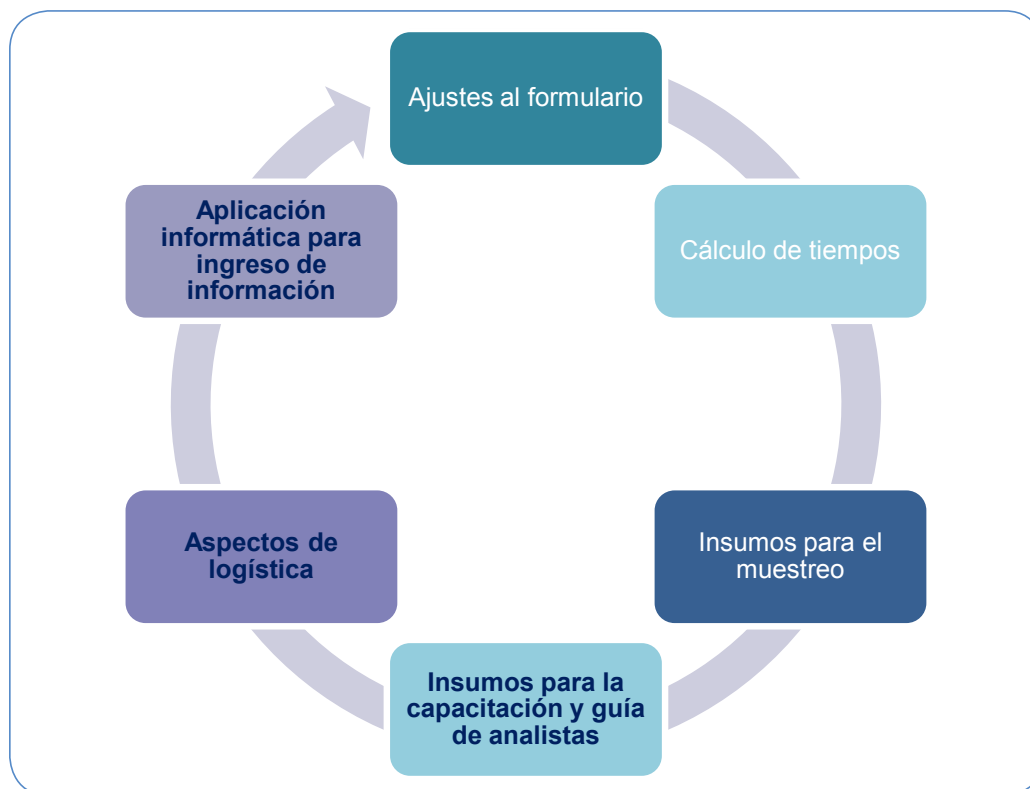 Ajustes al formulario
Cálculo de tiempos
Insumos para el
muestreo
Insumos para la
capacitación y guía
de analistas
Aspectos de
logística
Aplicación
informática para
ingreso de
información